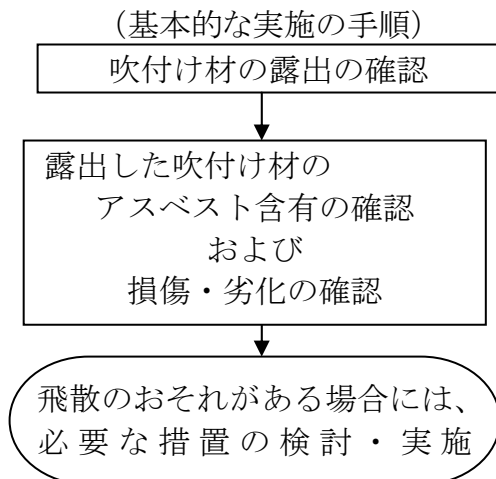 （基本的な実施の手順）
吹付け材の露出の確認
露出した吹付け材の
アスベスト含有の確認
および
損傷・劣化の確認
飛散のおそれがある場合には、
必要な措置の検討・実施